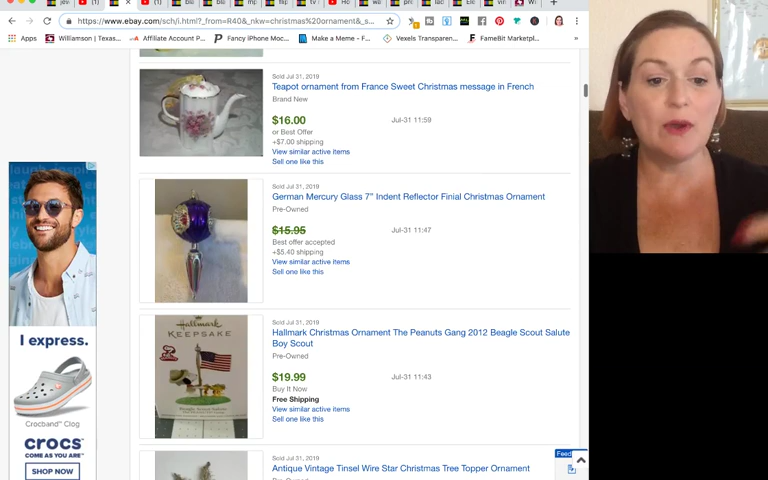 https://www.ebay.com/sch/i.html?_from=R40&_nkw=christmas%20ornament&_s...
Apps
Williamson | Texas...
Affiliate Account P...
Fancy iPhone Moc...
Make a Meme - F...
Vexels Transparen...
FameBit Marketpl...
Sold Jul 31, 2019
Teapot ornament from France Sweet Christmas message in French
Brand New
$16.00
Jul-31 11:59
or Best Offer
+$7.00 shipping
View similar active items
Sell one like this
Sold Jul 31, 2019
German Mercury Glass 7" Indent Reflector Finial Christmas Ornament
Pre-Owned
$15.95
Jul-31 11:47
Best offer accepted
+$5.40 shipping
View similar active items
Sell one like this
Sold Jul 31, 2019
Hallmark Christmas Ornament The Peanuts Gang 2012 Beagle Scout Salute
Boy Scout
Pre-Owned
$19.99
Jul-31 11:43
Buy It Now
Free Shipping
View similar active items
Sell one like this
Hallmark
KEEPSAKE
Beagle Scout Salute
Sold Jul 31, 2019
Antique Vintage Tinsel Wire Star Christmas Tree Topper Ornament
I express.
Crocband™ Clog
crocs
COME AS YOU ARE™
SHOP NOW
Feed